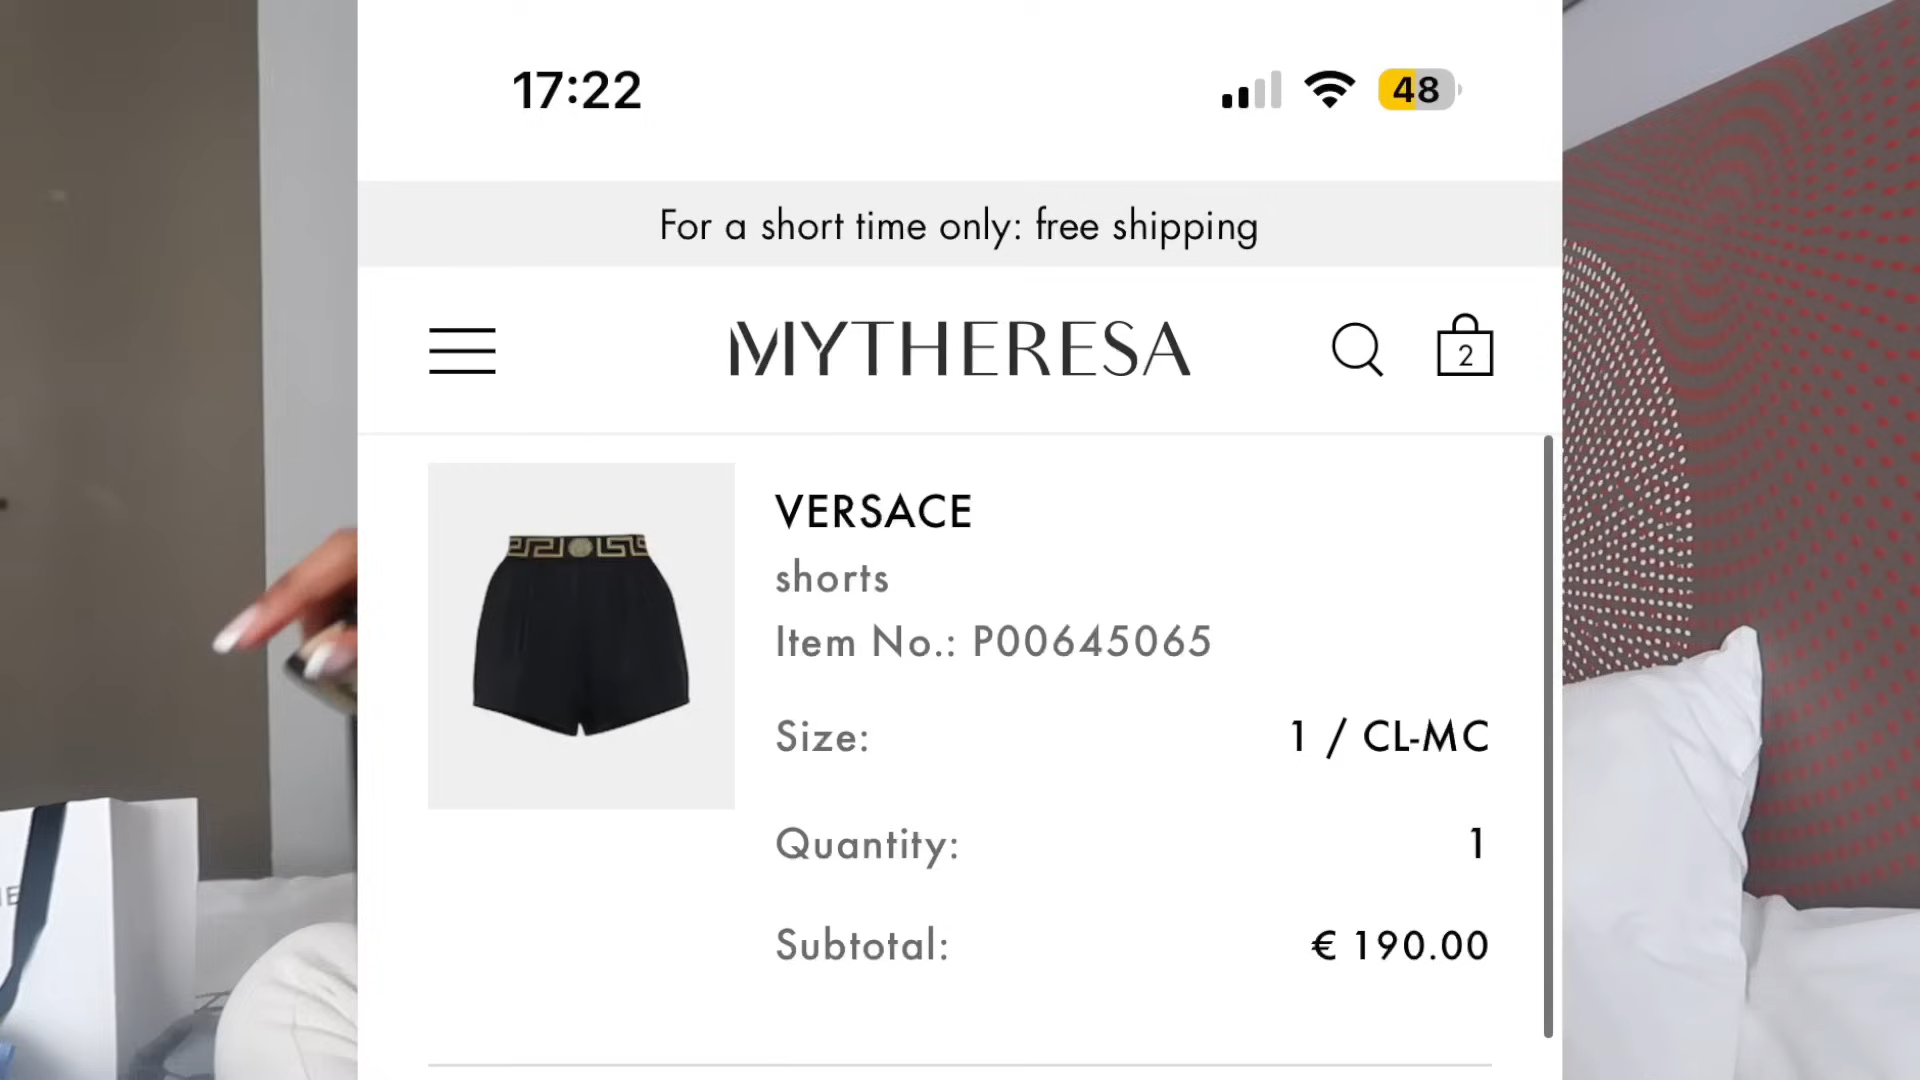 17:22
48
For a short time only: free shipping
MYTHERESA
2
VERSACE
shorts
Item No.: P00645065
Size: 1 / CL-MC
Quantity: 1
Subtotal: € 190.00